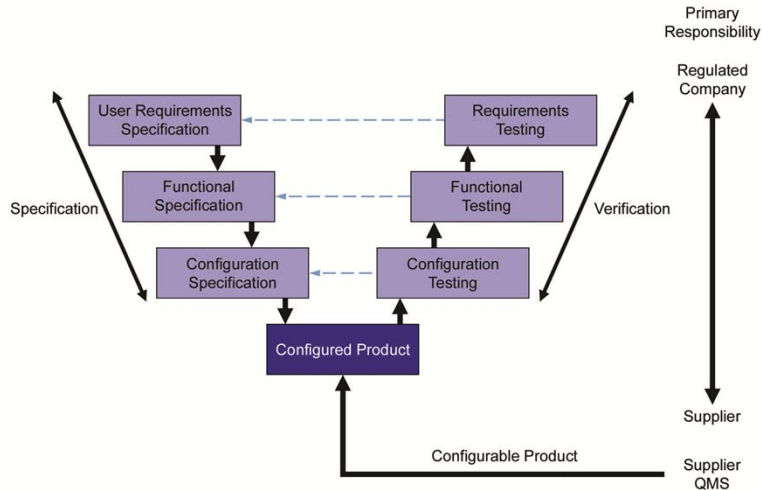 Primary
Responsibility
Regulated
Company
User Requirements
Specification
Requirements
Testing
Functional
Specification
Functional
Testing
Specification
Verification
Configuration
Specification
Configuration
Testing
Configured Product
Supplier
Configurable Product
Supplier
QMS